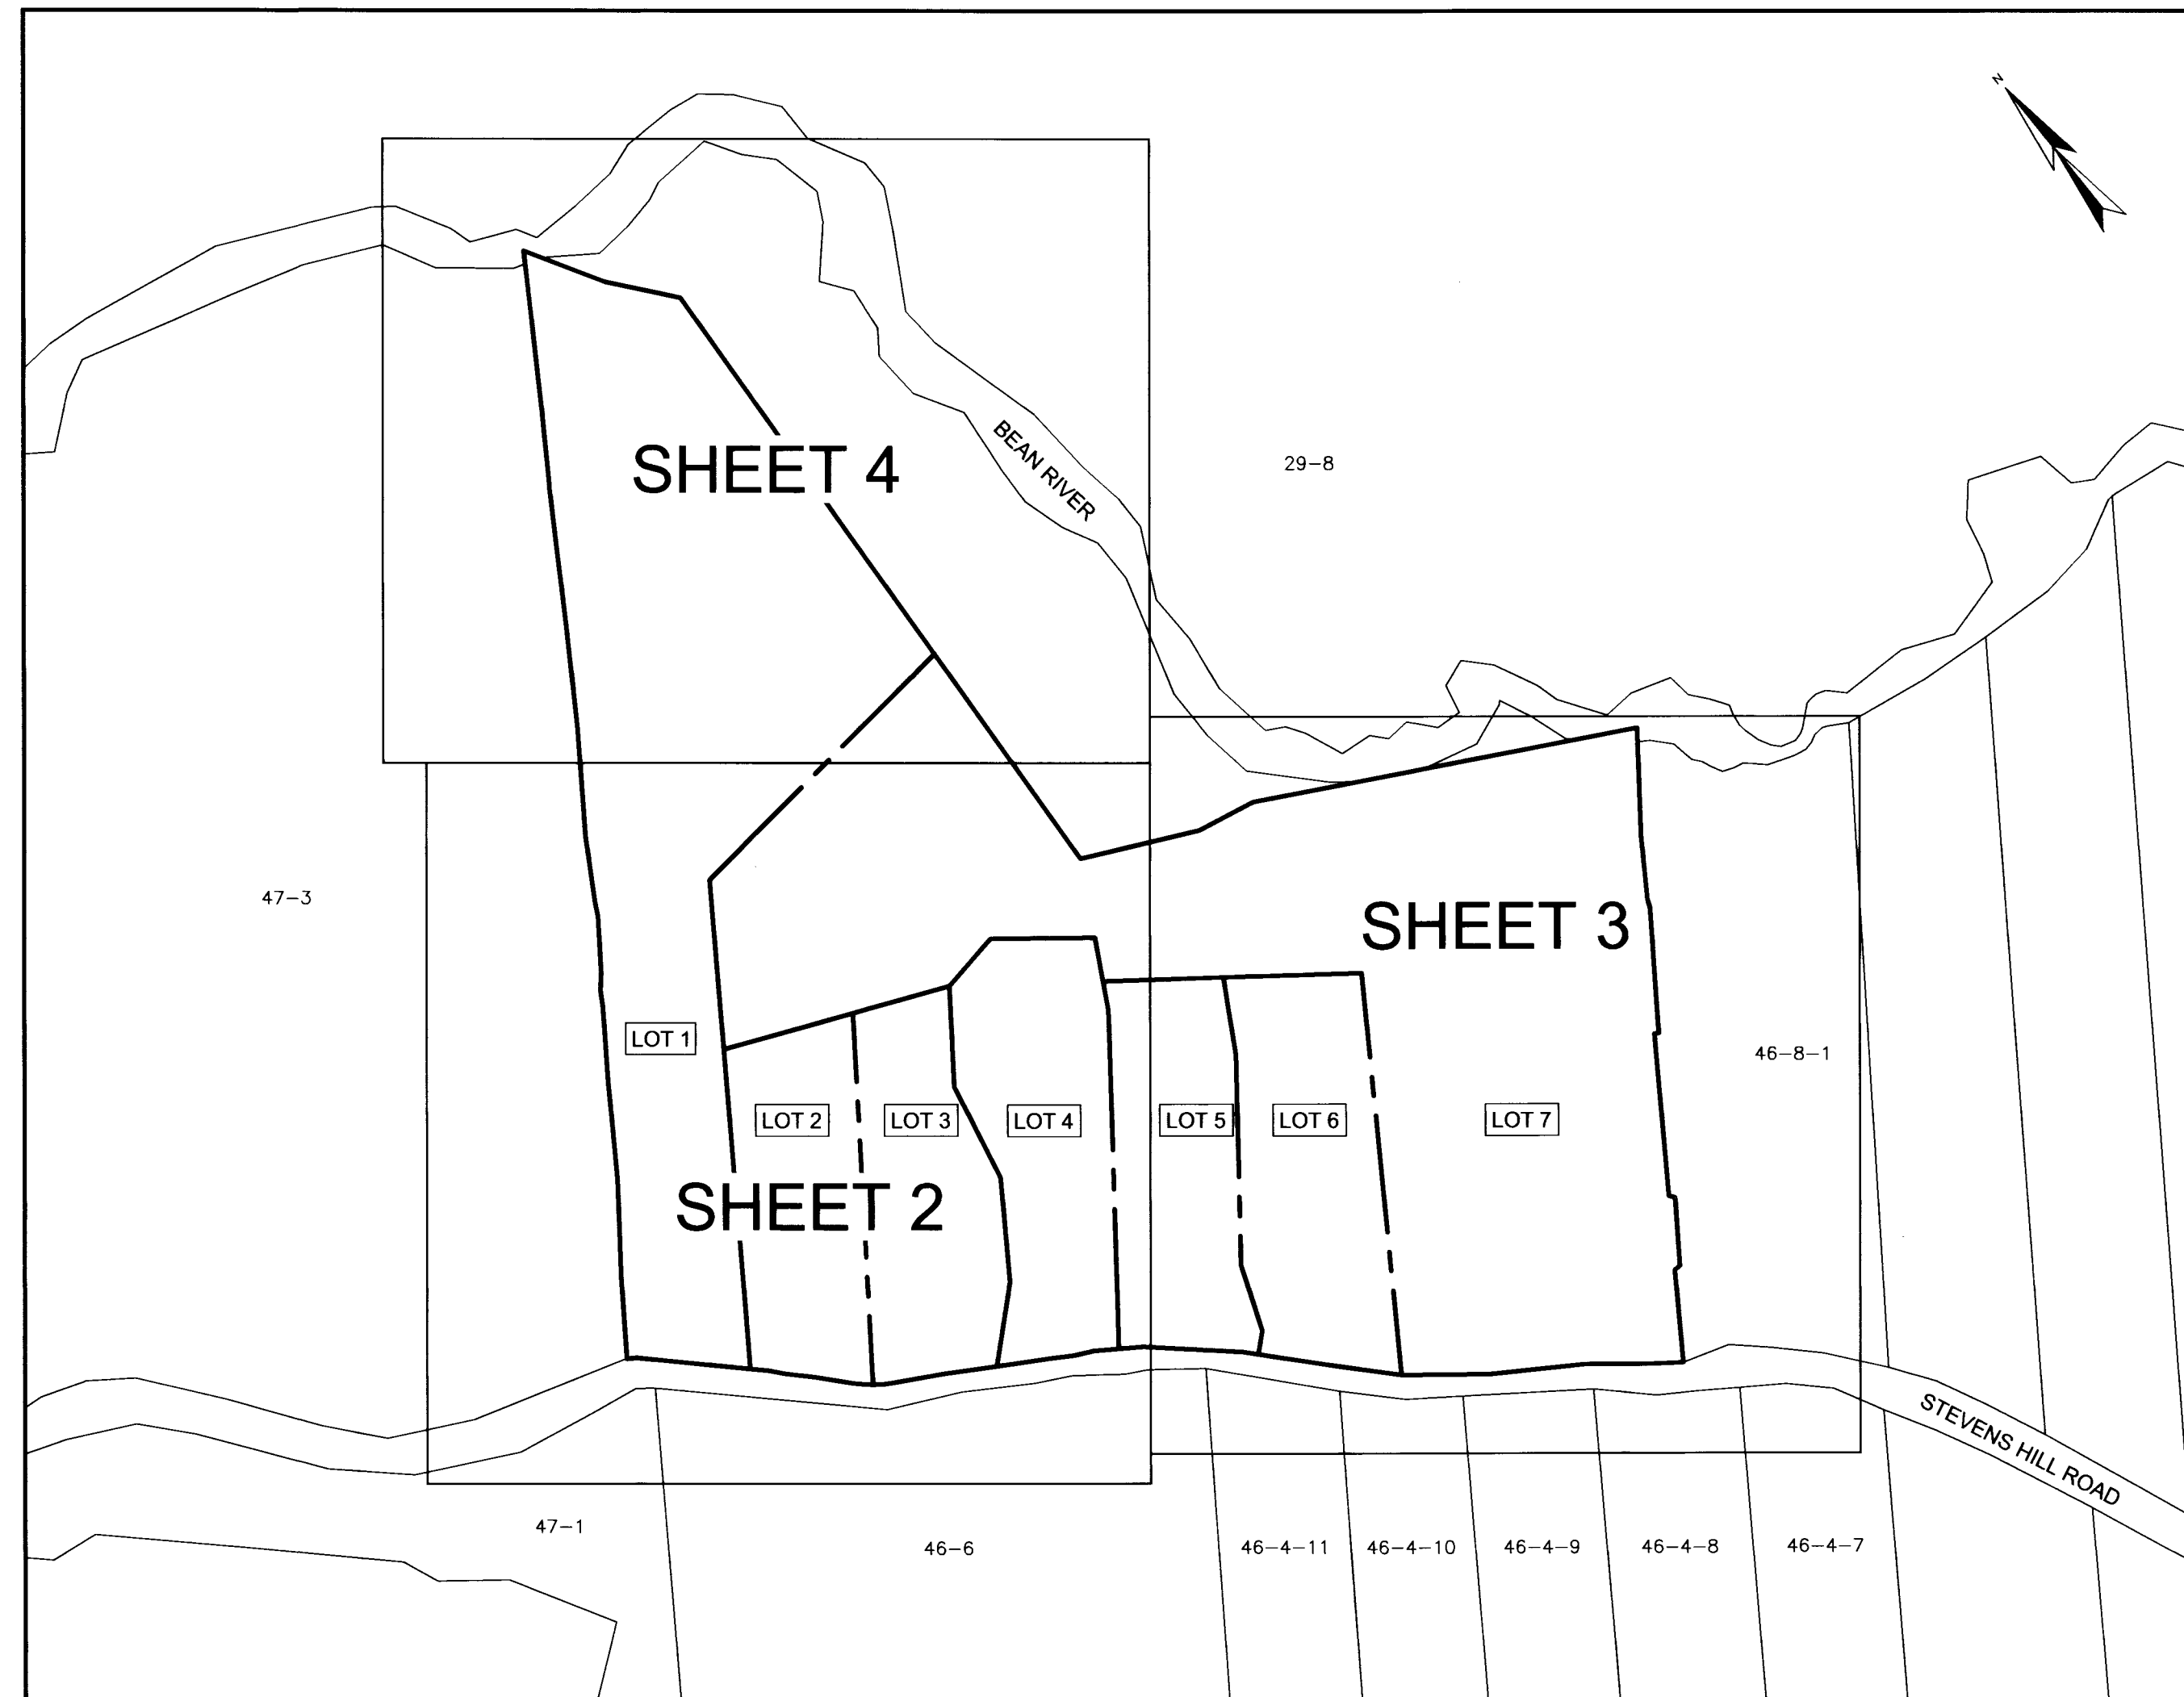 N
SHEET 4
BEAN RIVER
29-8
47-3
SHEET 3
LOT 1
46-8-1
LOT 2
LOT 3
LOT 4
LOT 5
LOT 6
LOT 7
SHEET 2
STEVENS HILL ROAD
47-1
46-6
46-4-11
46-4-10
46-4-9
46-4-8
46-4-7